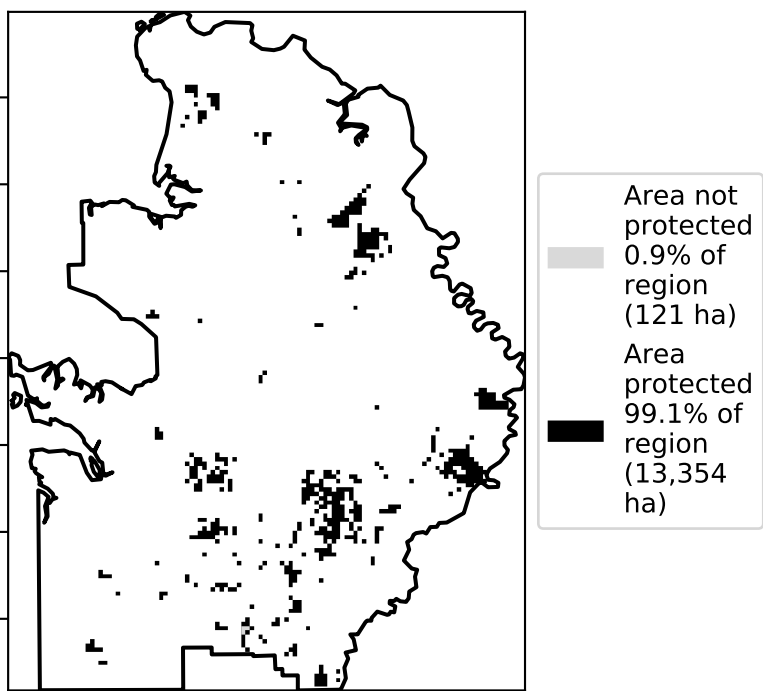 Area not
protected
0.9% of
region
(121 ha)
Area
protected
99.1% of
region
(13,354
ha)